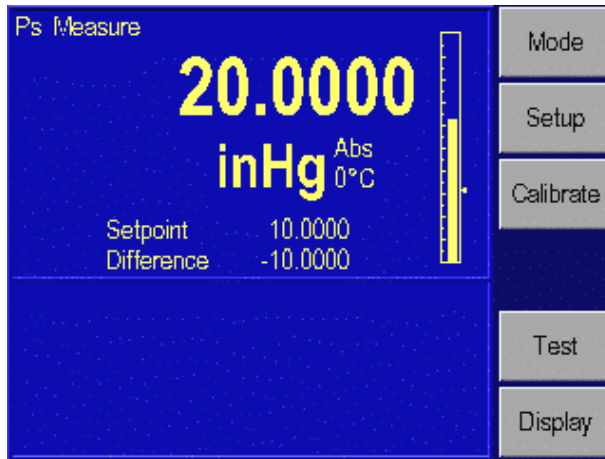 Ps Measure
20.0000
inHg Abs 0°C
Setpoint 10.0000
Difference -10.0000
Mode
Setup
Calibrate
Test
Display